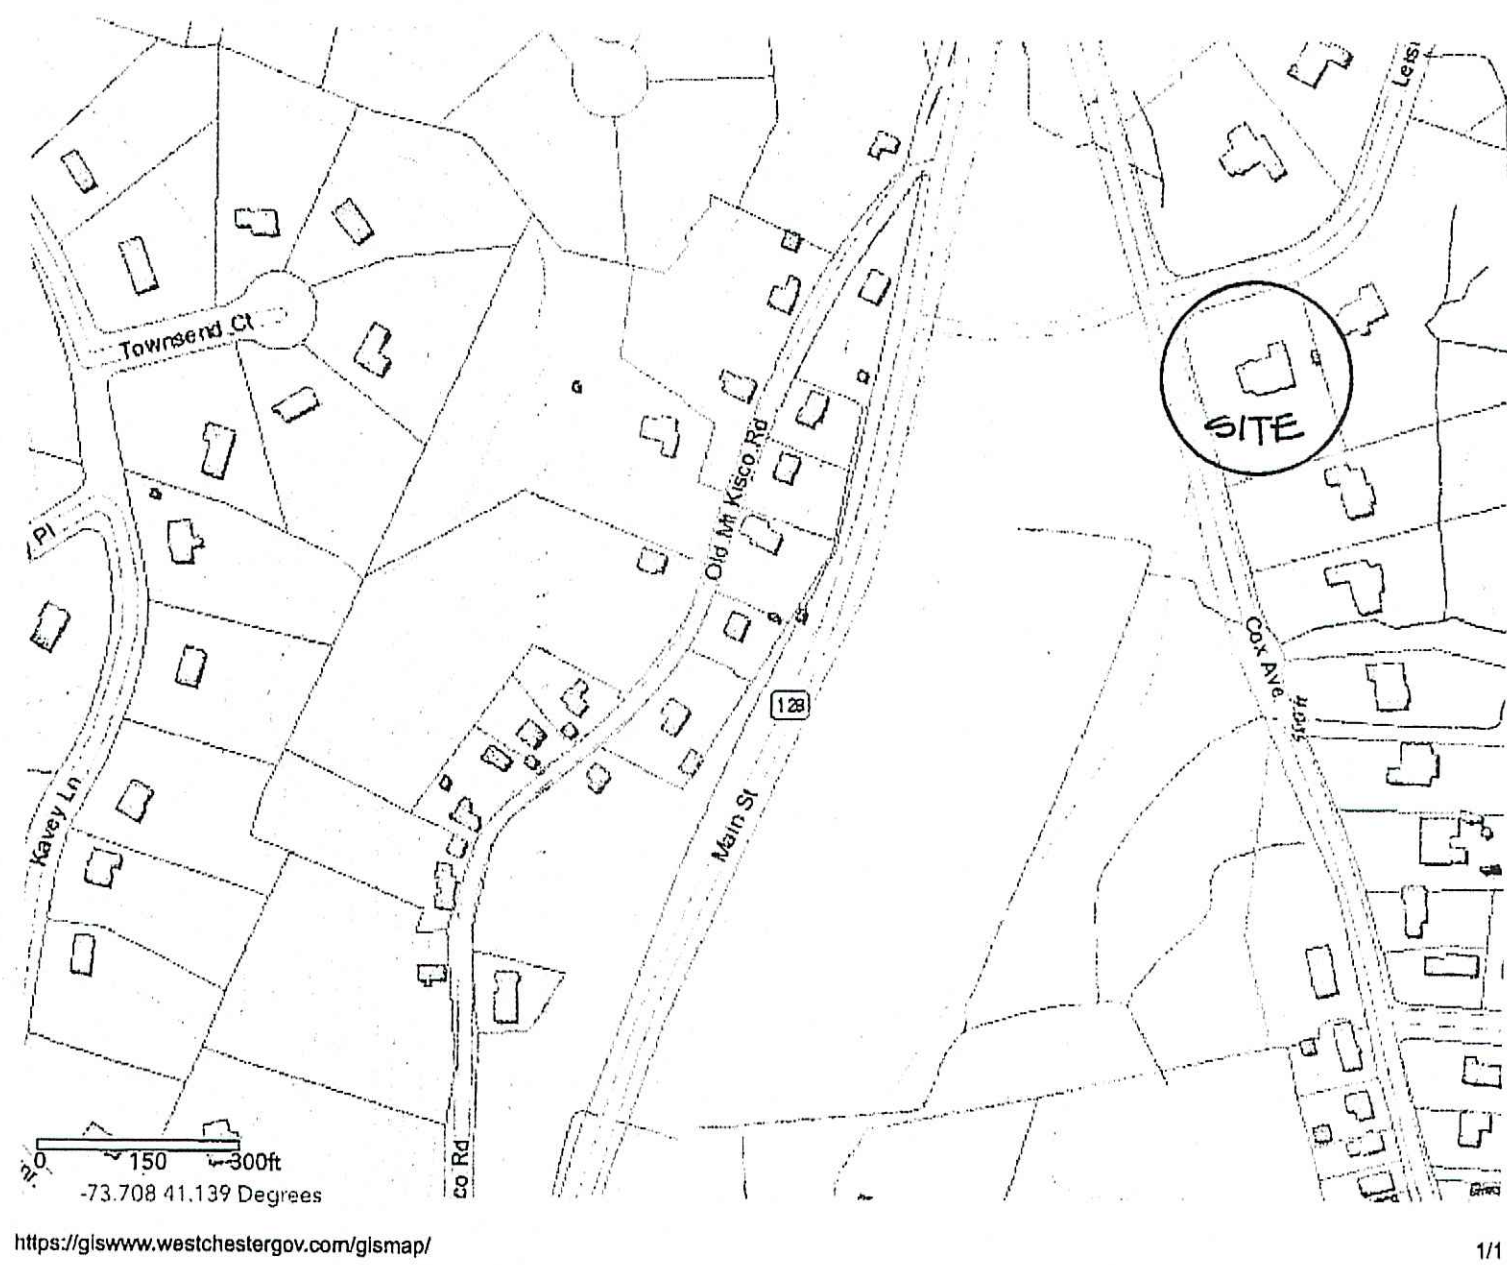 Leisi
Townsend Ct
SITE
Old Mt Kisco Rd
Pl
Cox Ave
128
Main St
Kavey Ln
co Rd
0 150 300ft
-73.708 41.139 Degrees
https://giswww.westchestergov.com/gismap/
1/1